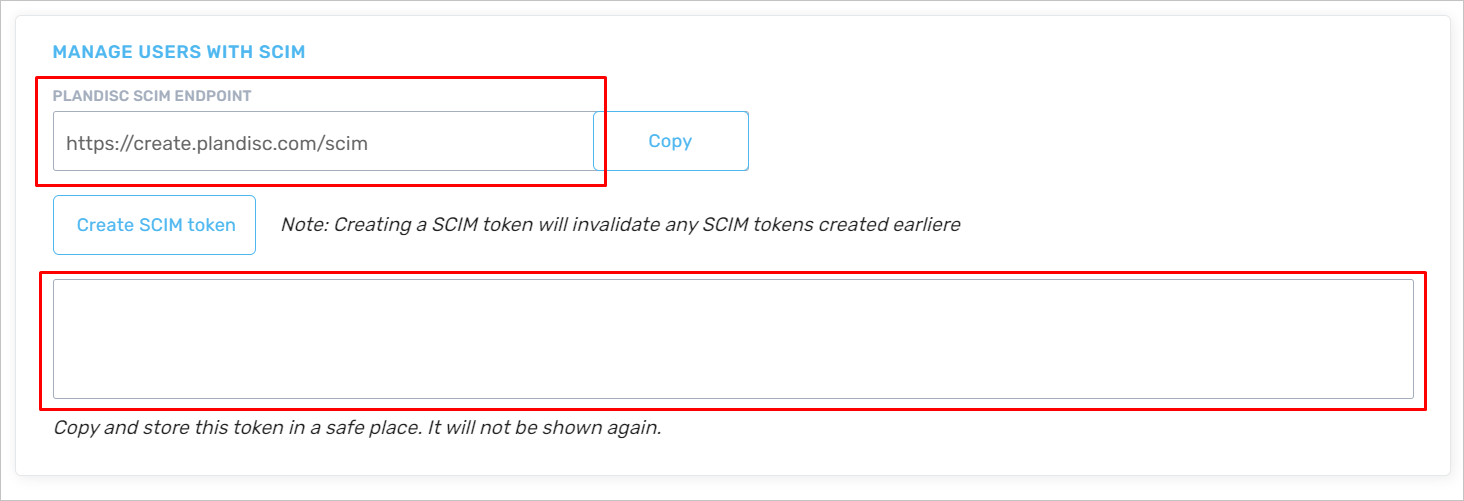 MANAGE USERS WITH SCIM
PLANDISC SCIM ENDPOINT
https://create.plandisc.com/scim
Copy
Create SCIM token
Note: Creating a SCIM token will invalidate any SCIM tokens created earliere
Copy and store this token in a safe place. It will not be shown again.